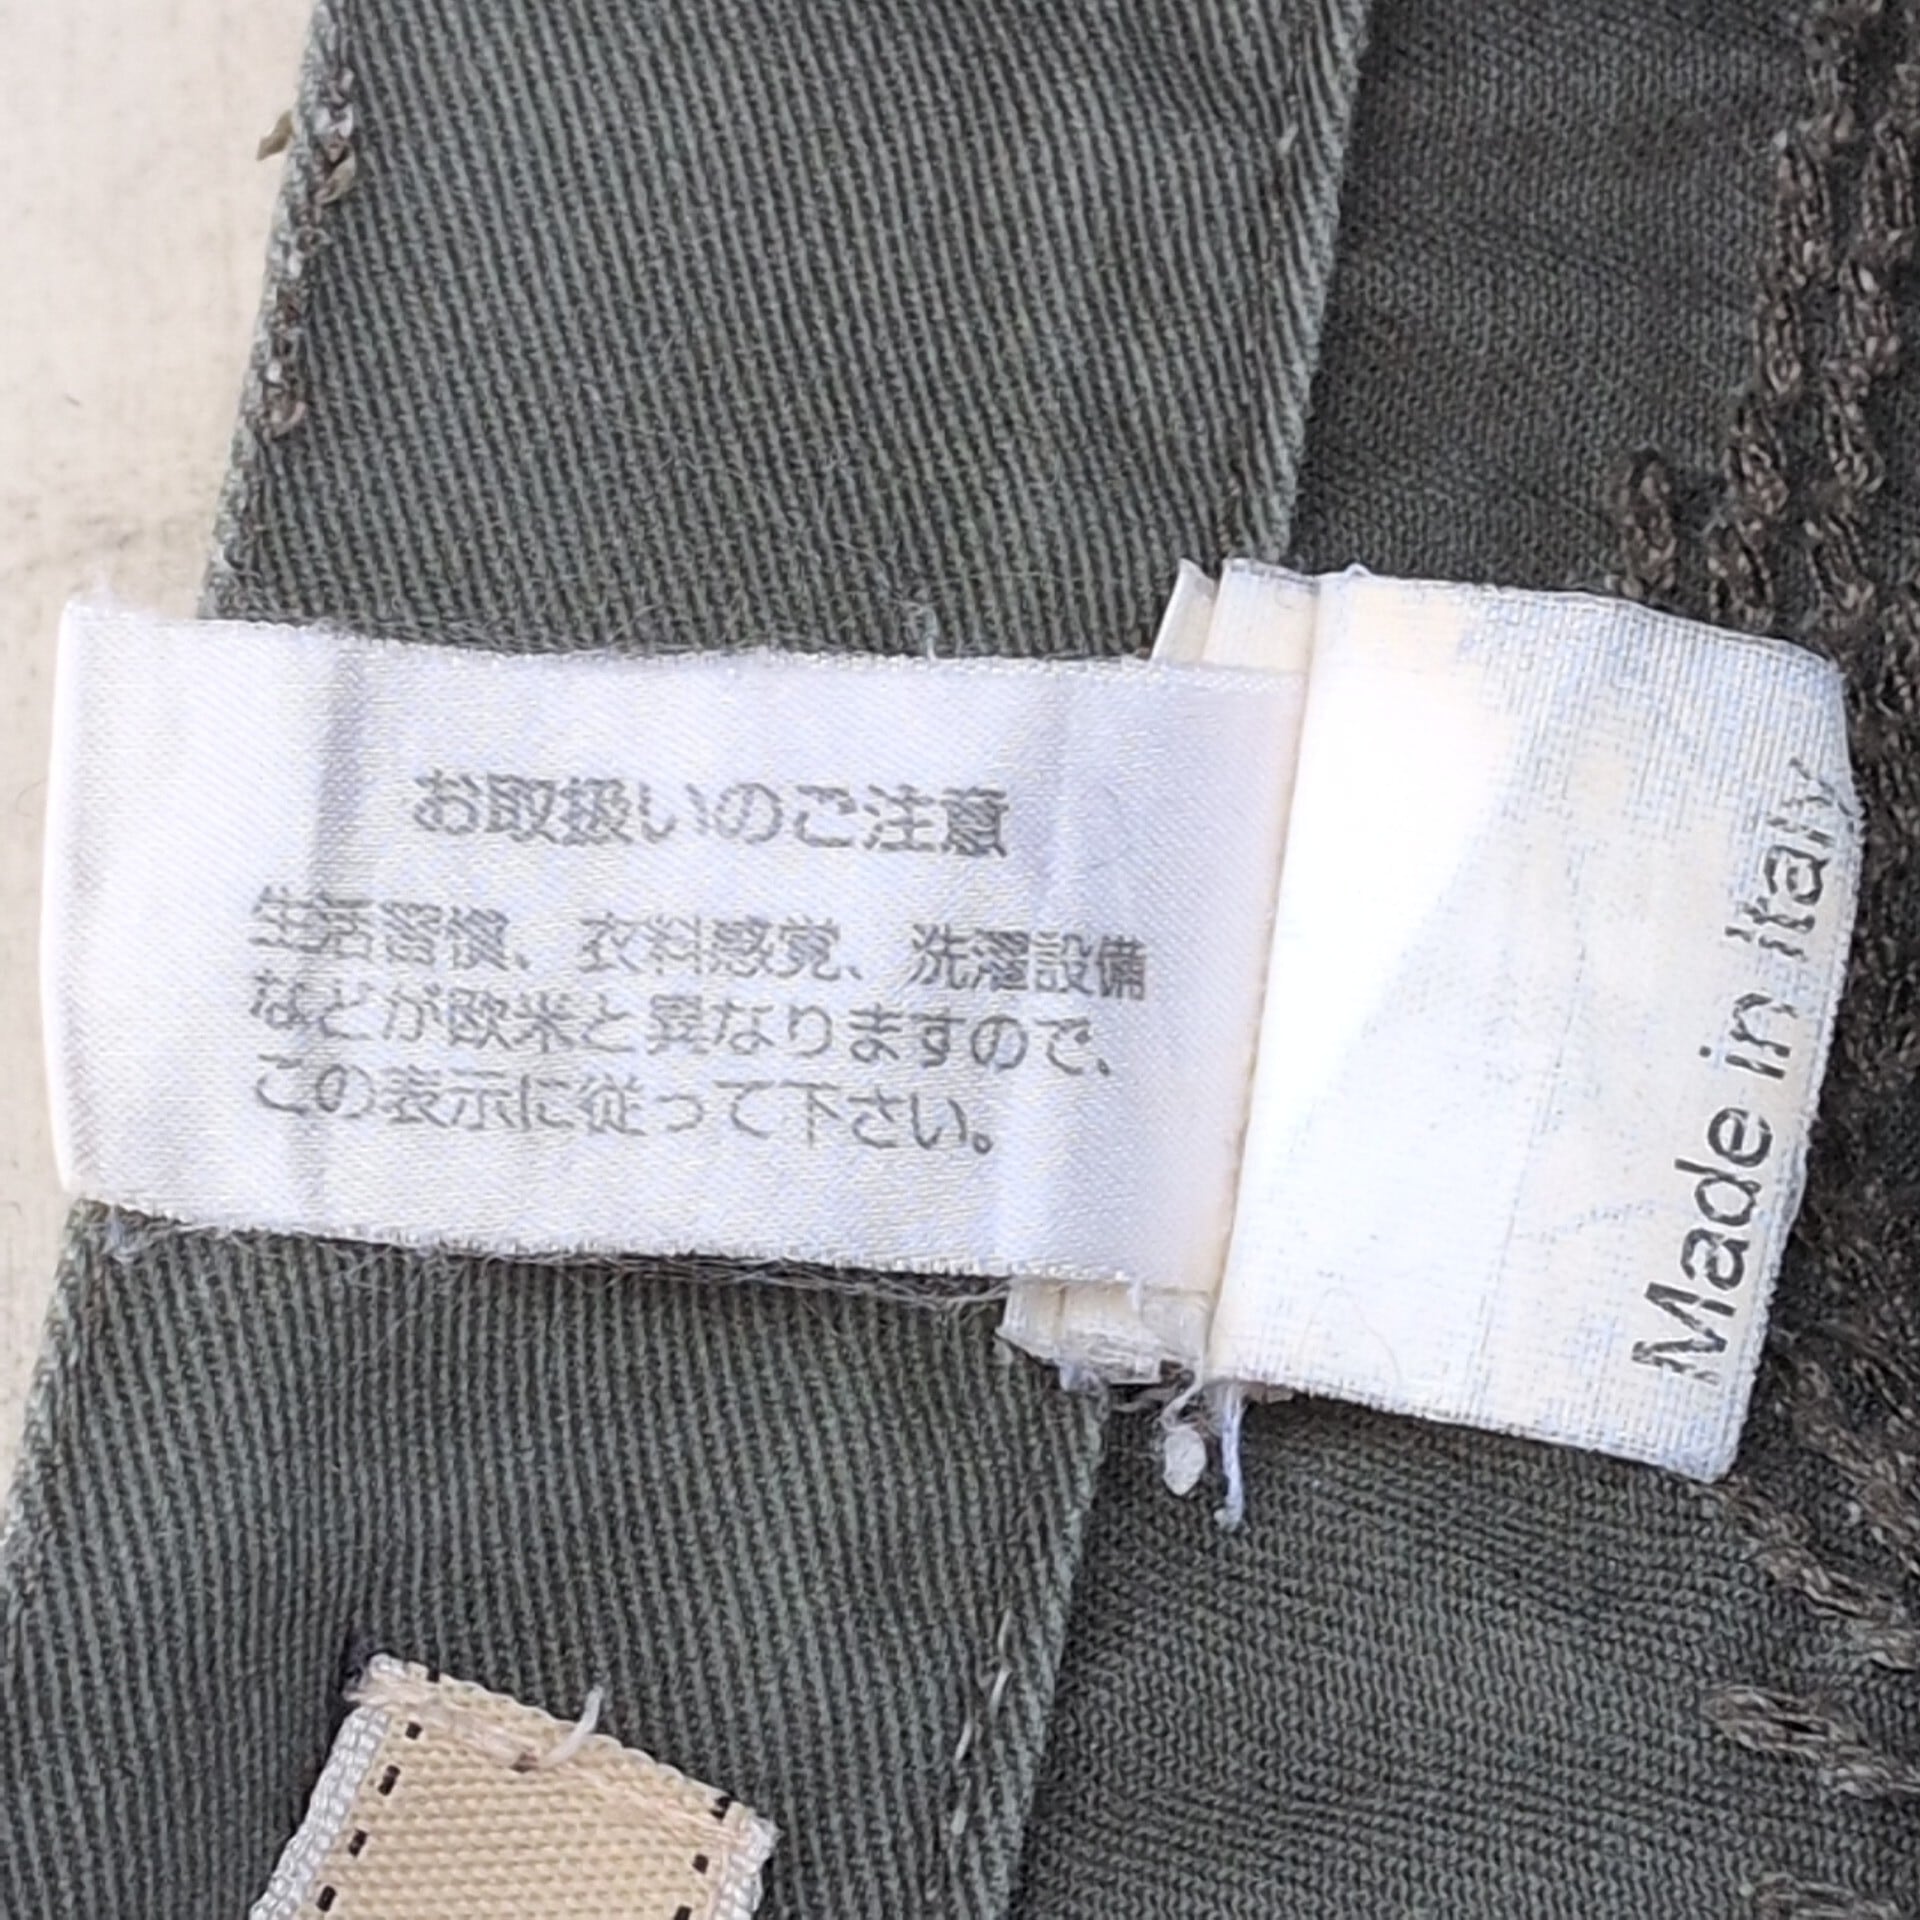 お取扱いのご注意
生活習慣、衣料感覚、洗濯設備
などが欧米と異なりますので、
この表示に従って下さい。
Made in Italy